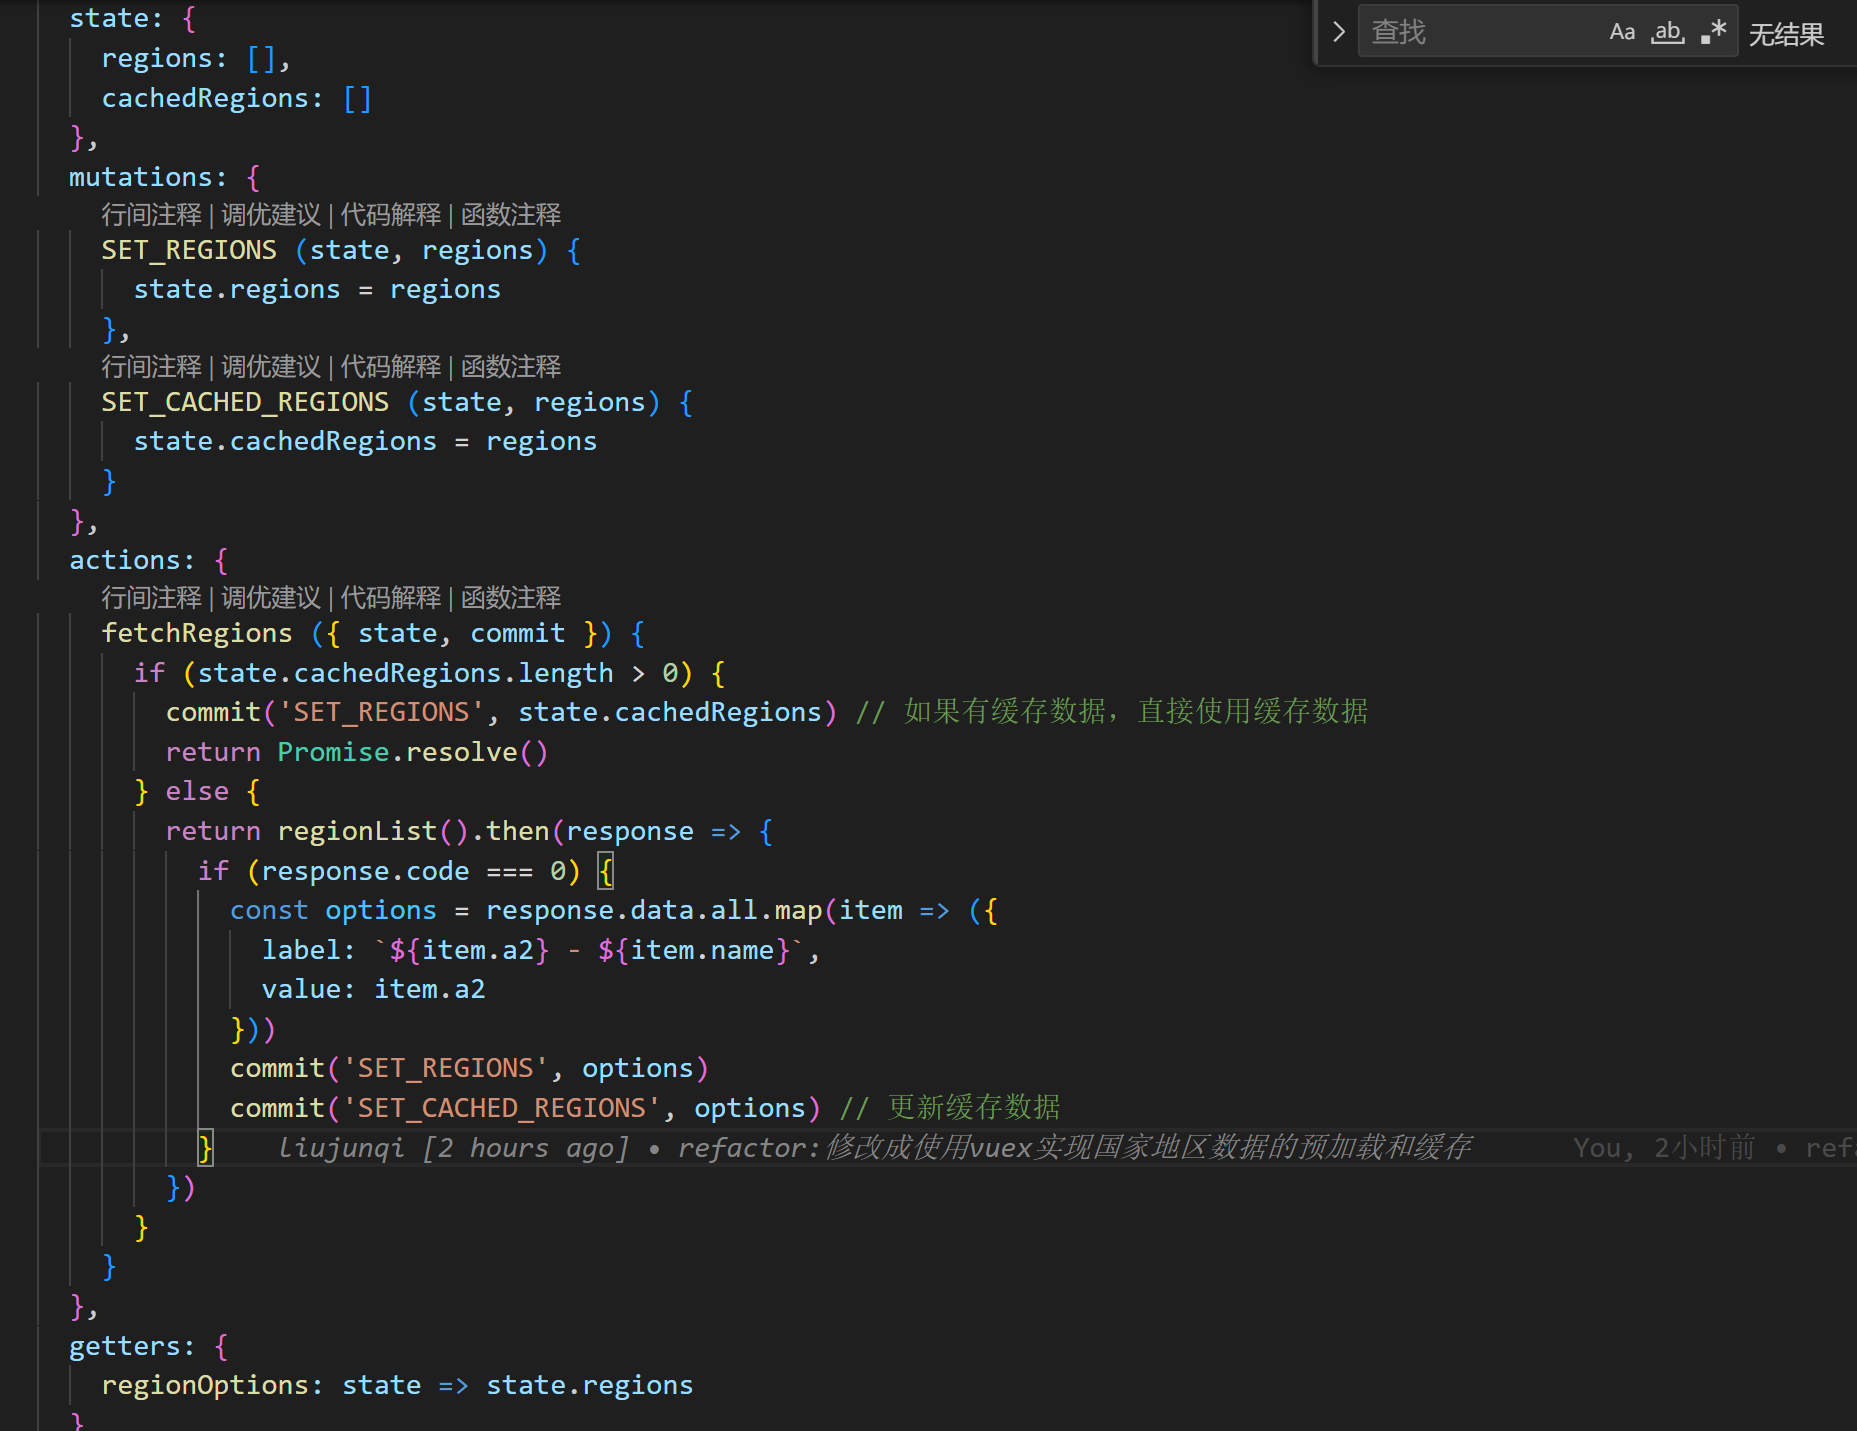 state: {
查找 Aa ab .* 无结果
regions: [],
cachedRegions: []
},
mutations: {
行间注释 | 调优建议 | 代码解释 | 函数注释
SET_REGIONS (state, regions) {
state.regions = regions
},
行间注释 | 调优建议 | 代码解释 | 函数注释
SET_CACHED_REGIONS (state, regions) {
state.cachedRegions = regions
}
},
actions: {
行间注释 | 调优建议 | 代码解释 | 函数注释
fetchRegions ({ state, commit }) {
if (state.cachedRegions.length > 0) {
commit('SET_REGIONS', state.cachedRegions) // 如果有缓存数据，直接使用缓存数据
return Promise.resolve()
} else {
return regionList().then(response => {
if (response.code === 0) {
const options = response.data.all.map(item => ({
label: `${item.a2} - ${item.name}`,
value: item.a2
}))
commit('SET_REGIONS', options)
commit('SET_CACHED_REGIONS', options) // 更新缓存数据
} liujunqi [2 hours ago] • refactor:修改成使用vuex实现国家地区数据的预加载和缓存 You, 2小时前 • ref
})
}
}
},
getters: {
regionOptions: state => state.regions
}